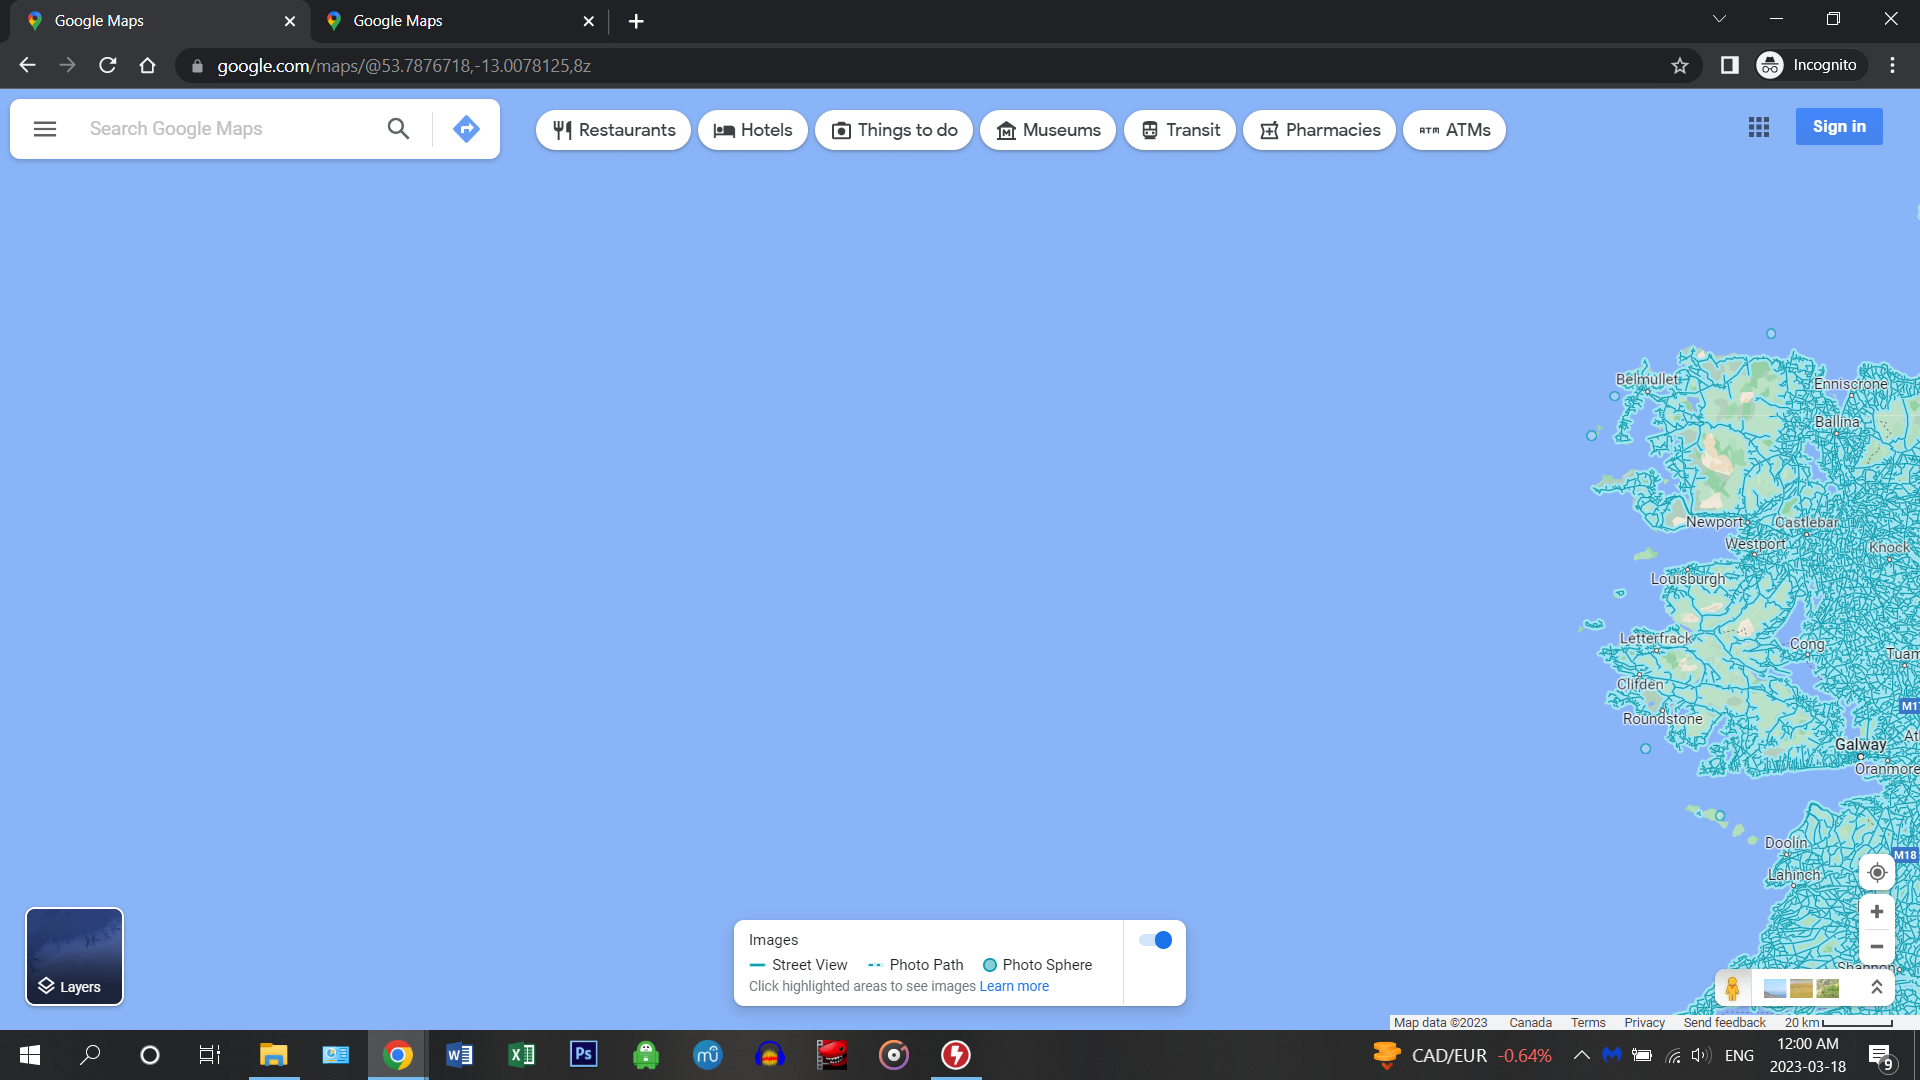 Google Maps
Google Maps
google.com/maps/@53.7876718,-13.0078125,8z
Incognito
Search Google Maps
Restaurants
Hotels
Things to do
Museums
Transit
Pharmacies
ATM ATMs
Sign in
Belmullet
Enniscrone
Ballina
Newport
Castlebar
Westport
Knock
Louisburgh
Letterfrack
Cong
Tuam
Clifden
M17
Roundstone
At
Galway
Oranmore
Doolin
M18
Lahinch
Shannon
Images
Street View Photo Path Photo Sphere
Click highlighted areas to see images Learn more
Layers
Map data ©2023 Canada Terms Privacy Send feedback 20 km
W
X
Ps
mü
CAD/EUR -0.64%
ENG
12:00 AM
2023-03-18
9